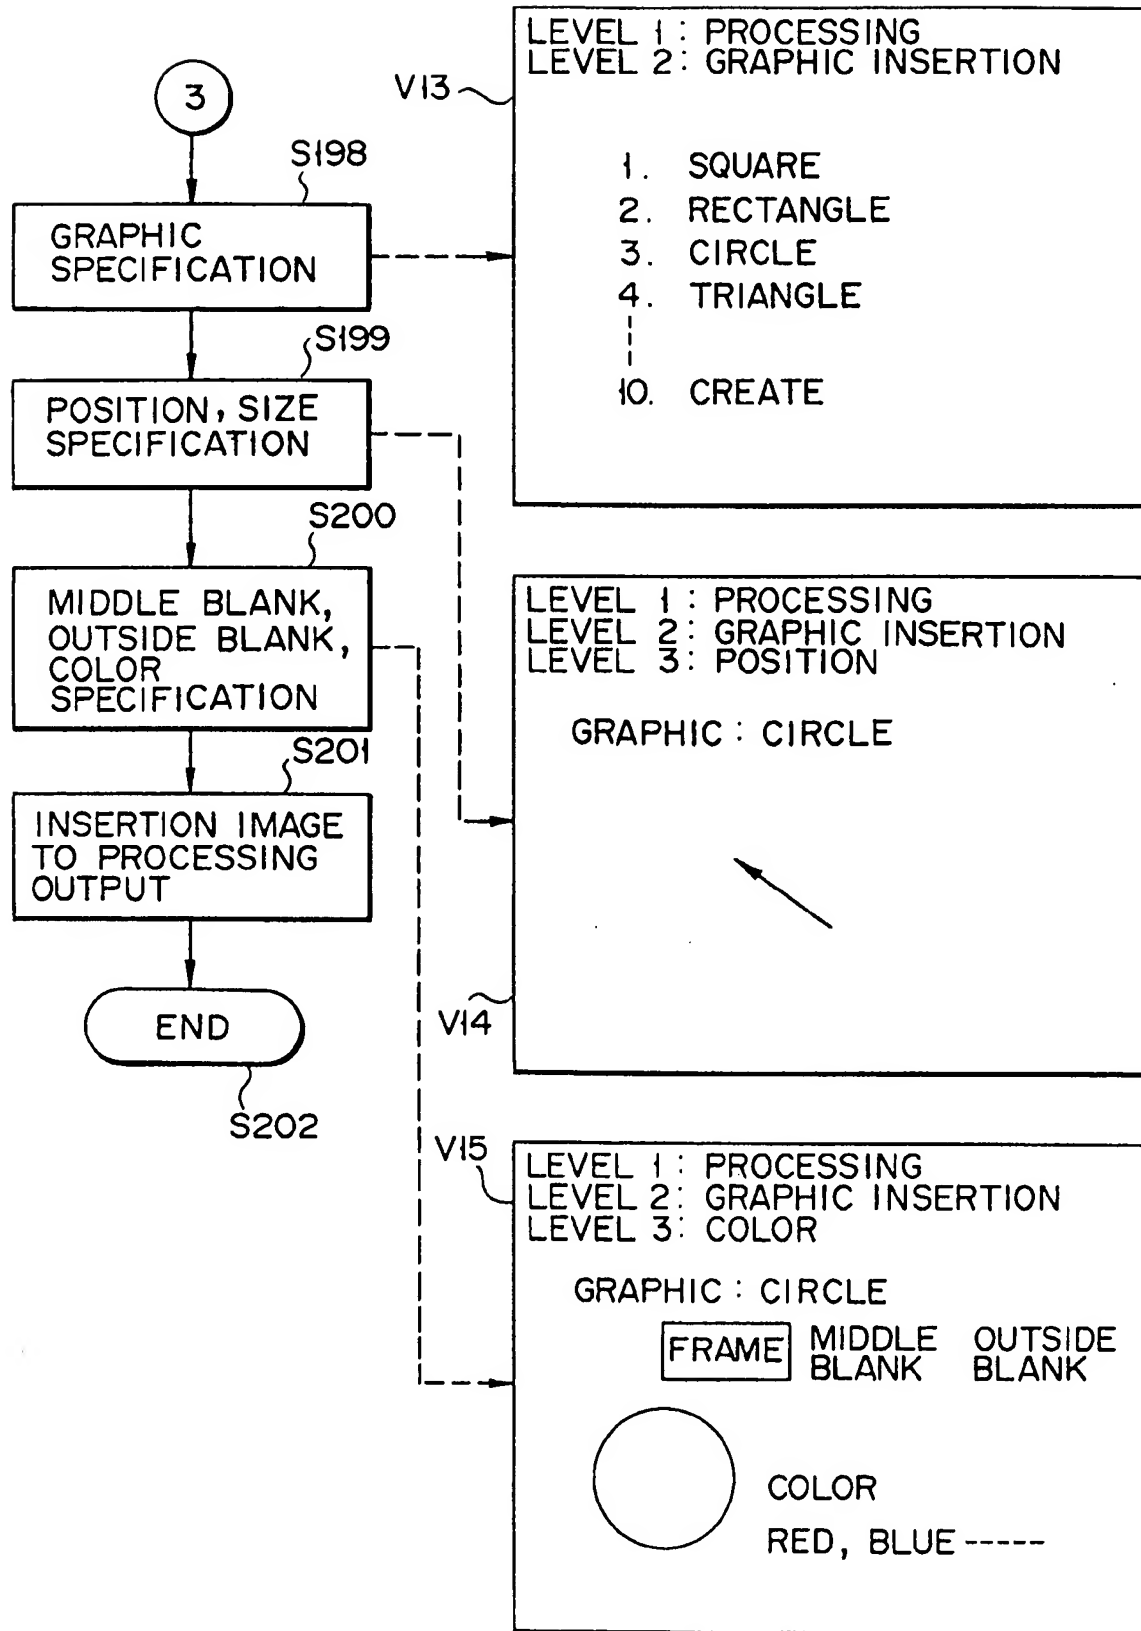 3
S198
GRAPHIC
SPECIFICATION
S199
POSITION, SIZE
SPECIFICATION
S200
MIDDLE BLANK,
OUTSIDE BLANK,
COLOR
SPECIFICATION
S201
INSERTION IMAGE
TO PROCESSING
OUTPUT
END
S202
V13
LEVEL 1: PROCESSING
LEVEL 2: GRAPHIC INSERTION
1. SQUARE
2. RECTANGLE
3. CIRCLE
4. TRIANGLE
10. CREATE
V14
LEVEL 1: PROCESSING
LEVEL 2: GRAPHIC INSERTION
LEVEL 3: POSITION
GRAPHIC: CIRCLE
V15
LEVEL 1: PROCESSING
LEVEL 2: GRAPHIC INSERTION
LEVEL 3: COLOR
GRAPHIC: CIRCLE
FRAME
MIDDLE
BLANK
OUTSIDE
BLANK
COLOR
RED, BLUE -----